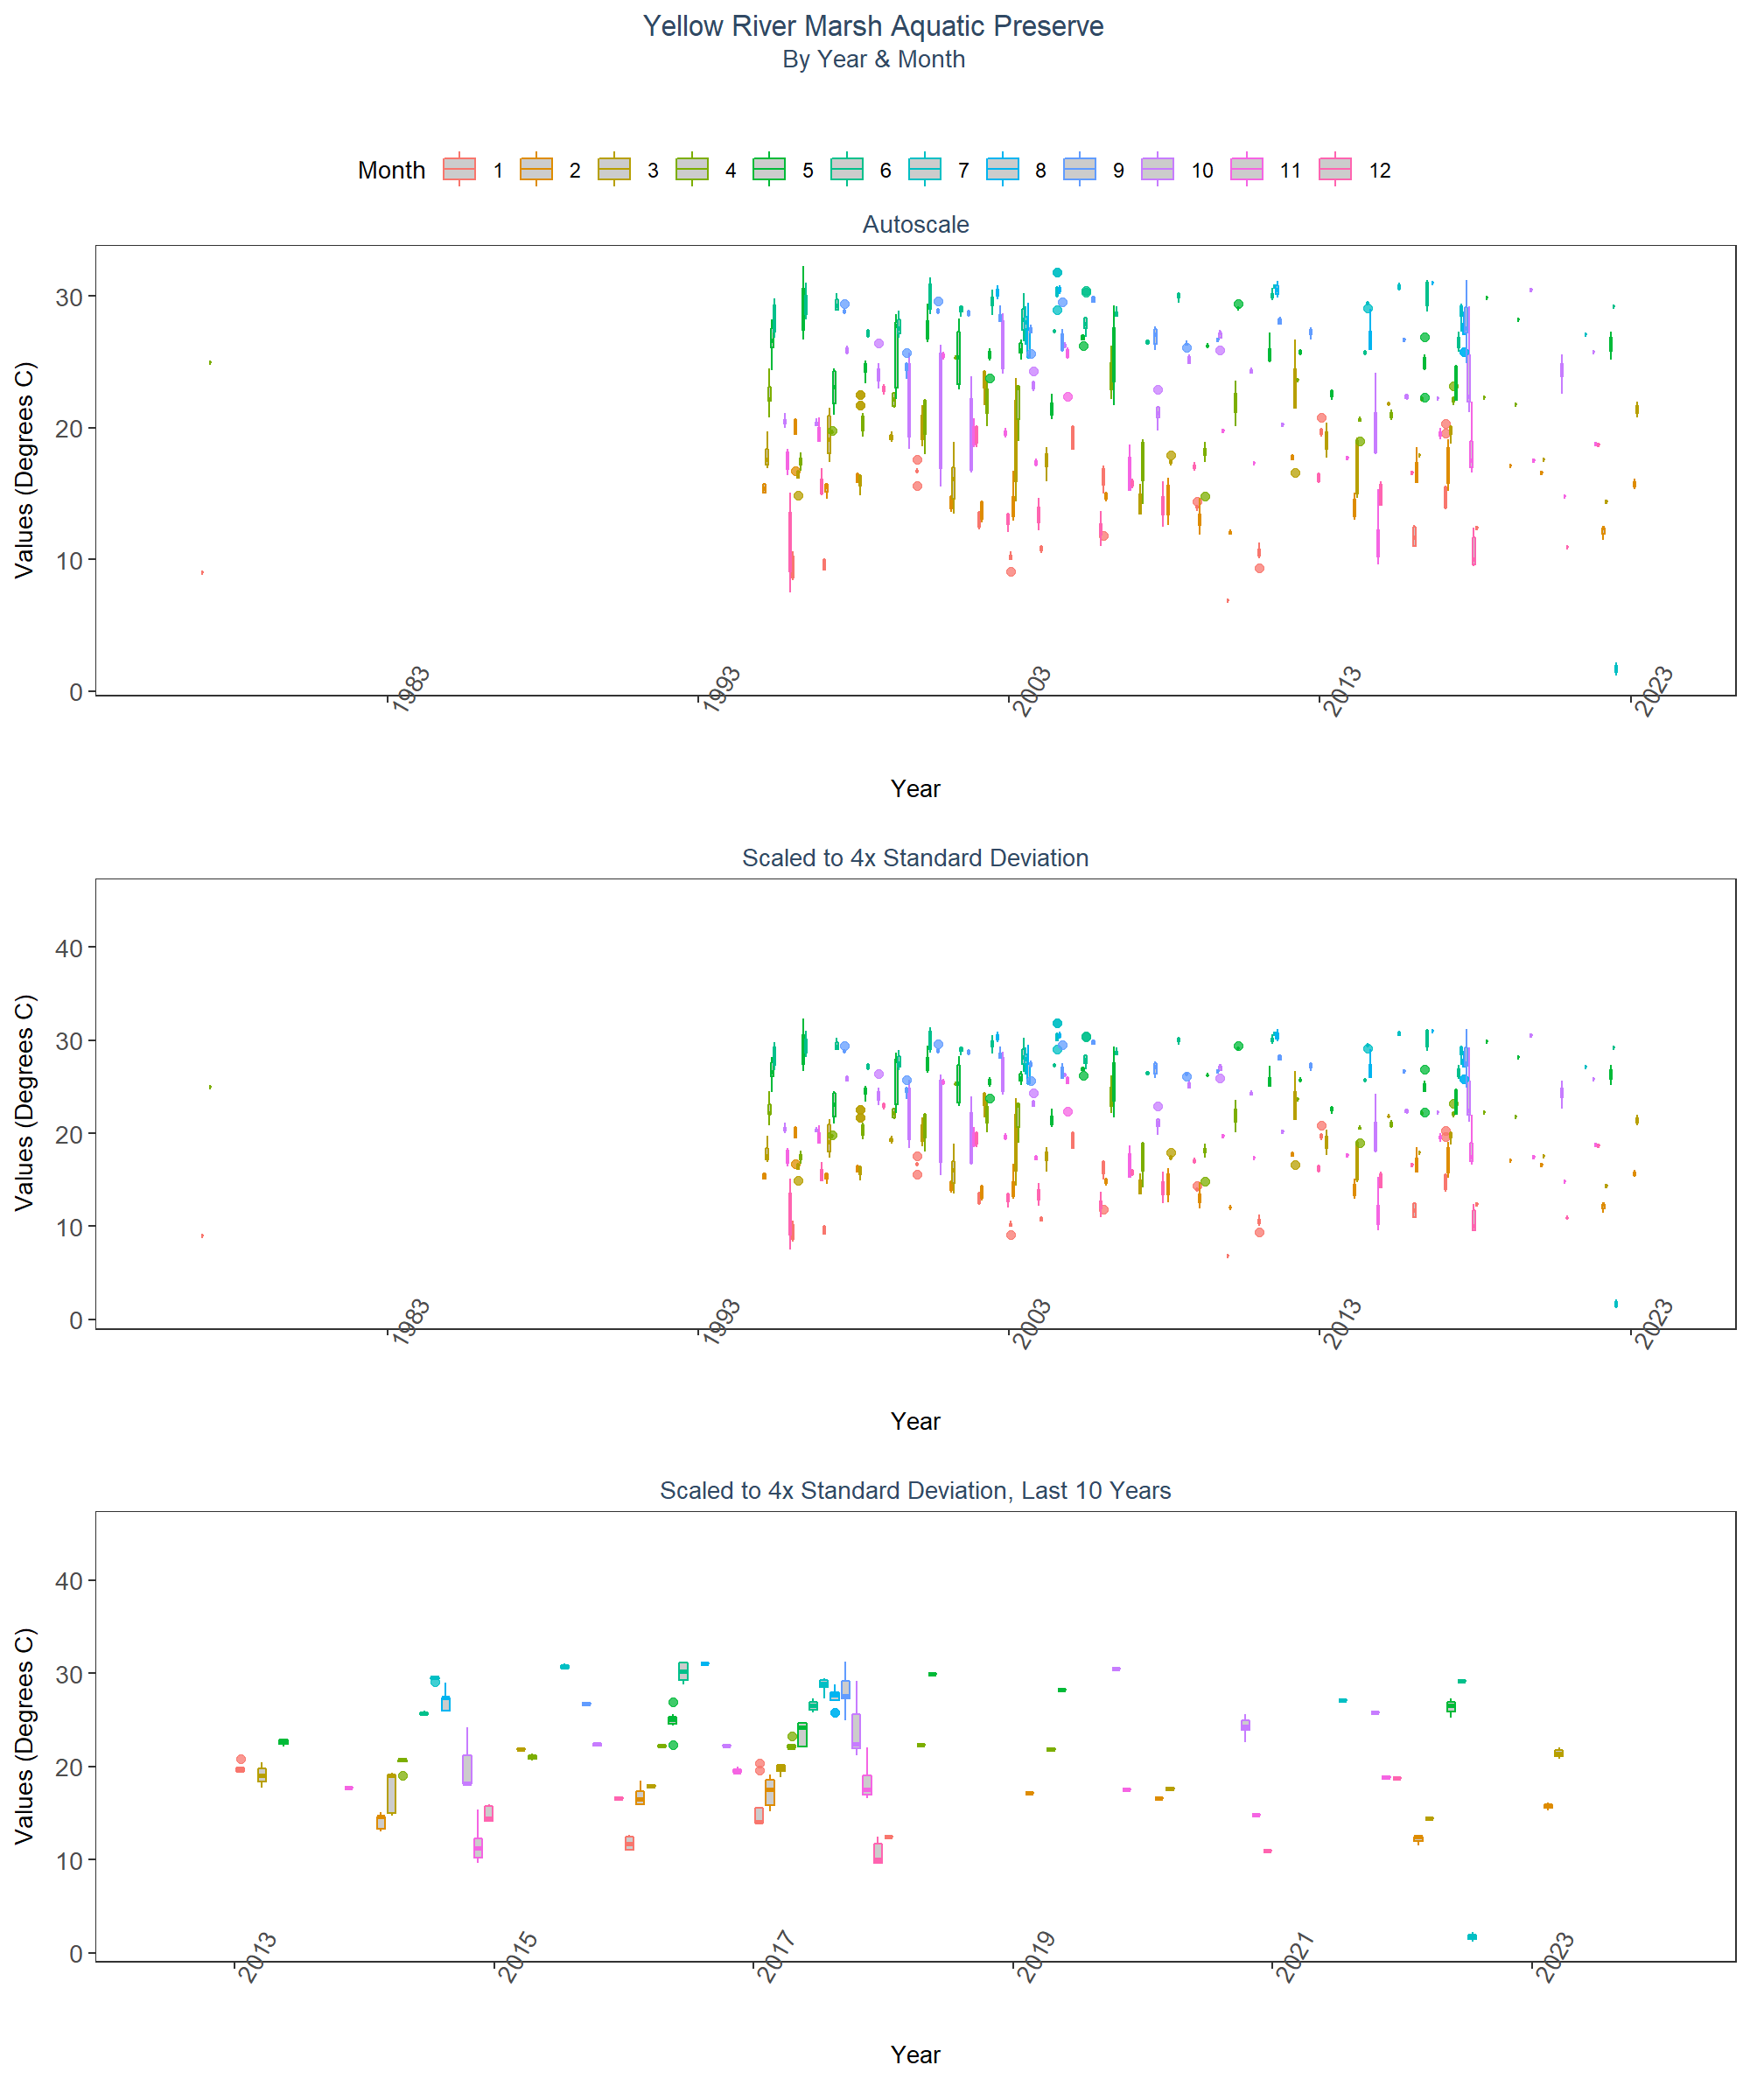 Yellow River Marsh Aquatic Preserve
By Year & Month
Month 1 2 3 4 5 6 7 8 9 10 11 12
Autoscale
Values (Degrees C)
30
20
10
0
1983 1993 2003 2013 2023
Year
Scaled to 4x Standard Deviation
Values (Degrees C)
40
30
20
10
0
1983 1993 2003 2013 2023
Year
Scaled to 4x Standard Deviation, Last 10 Years
Values (Degrees C)
40
30
20
10
0
2013 2015 2017 2019 2021 2023
Year